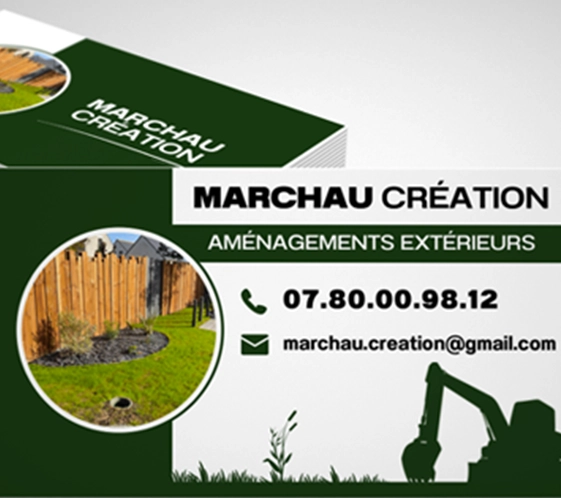 MARCHAU
CRÉATION
MARCHAU CRÉATION
AMÉNAGEMENTS EXTÉRIEURS
07.80.00.98.12
marchau.creation@gmail.com